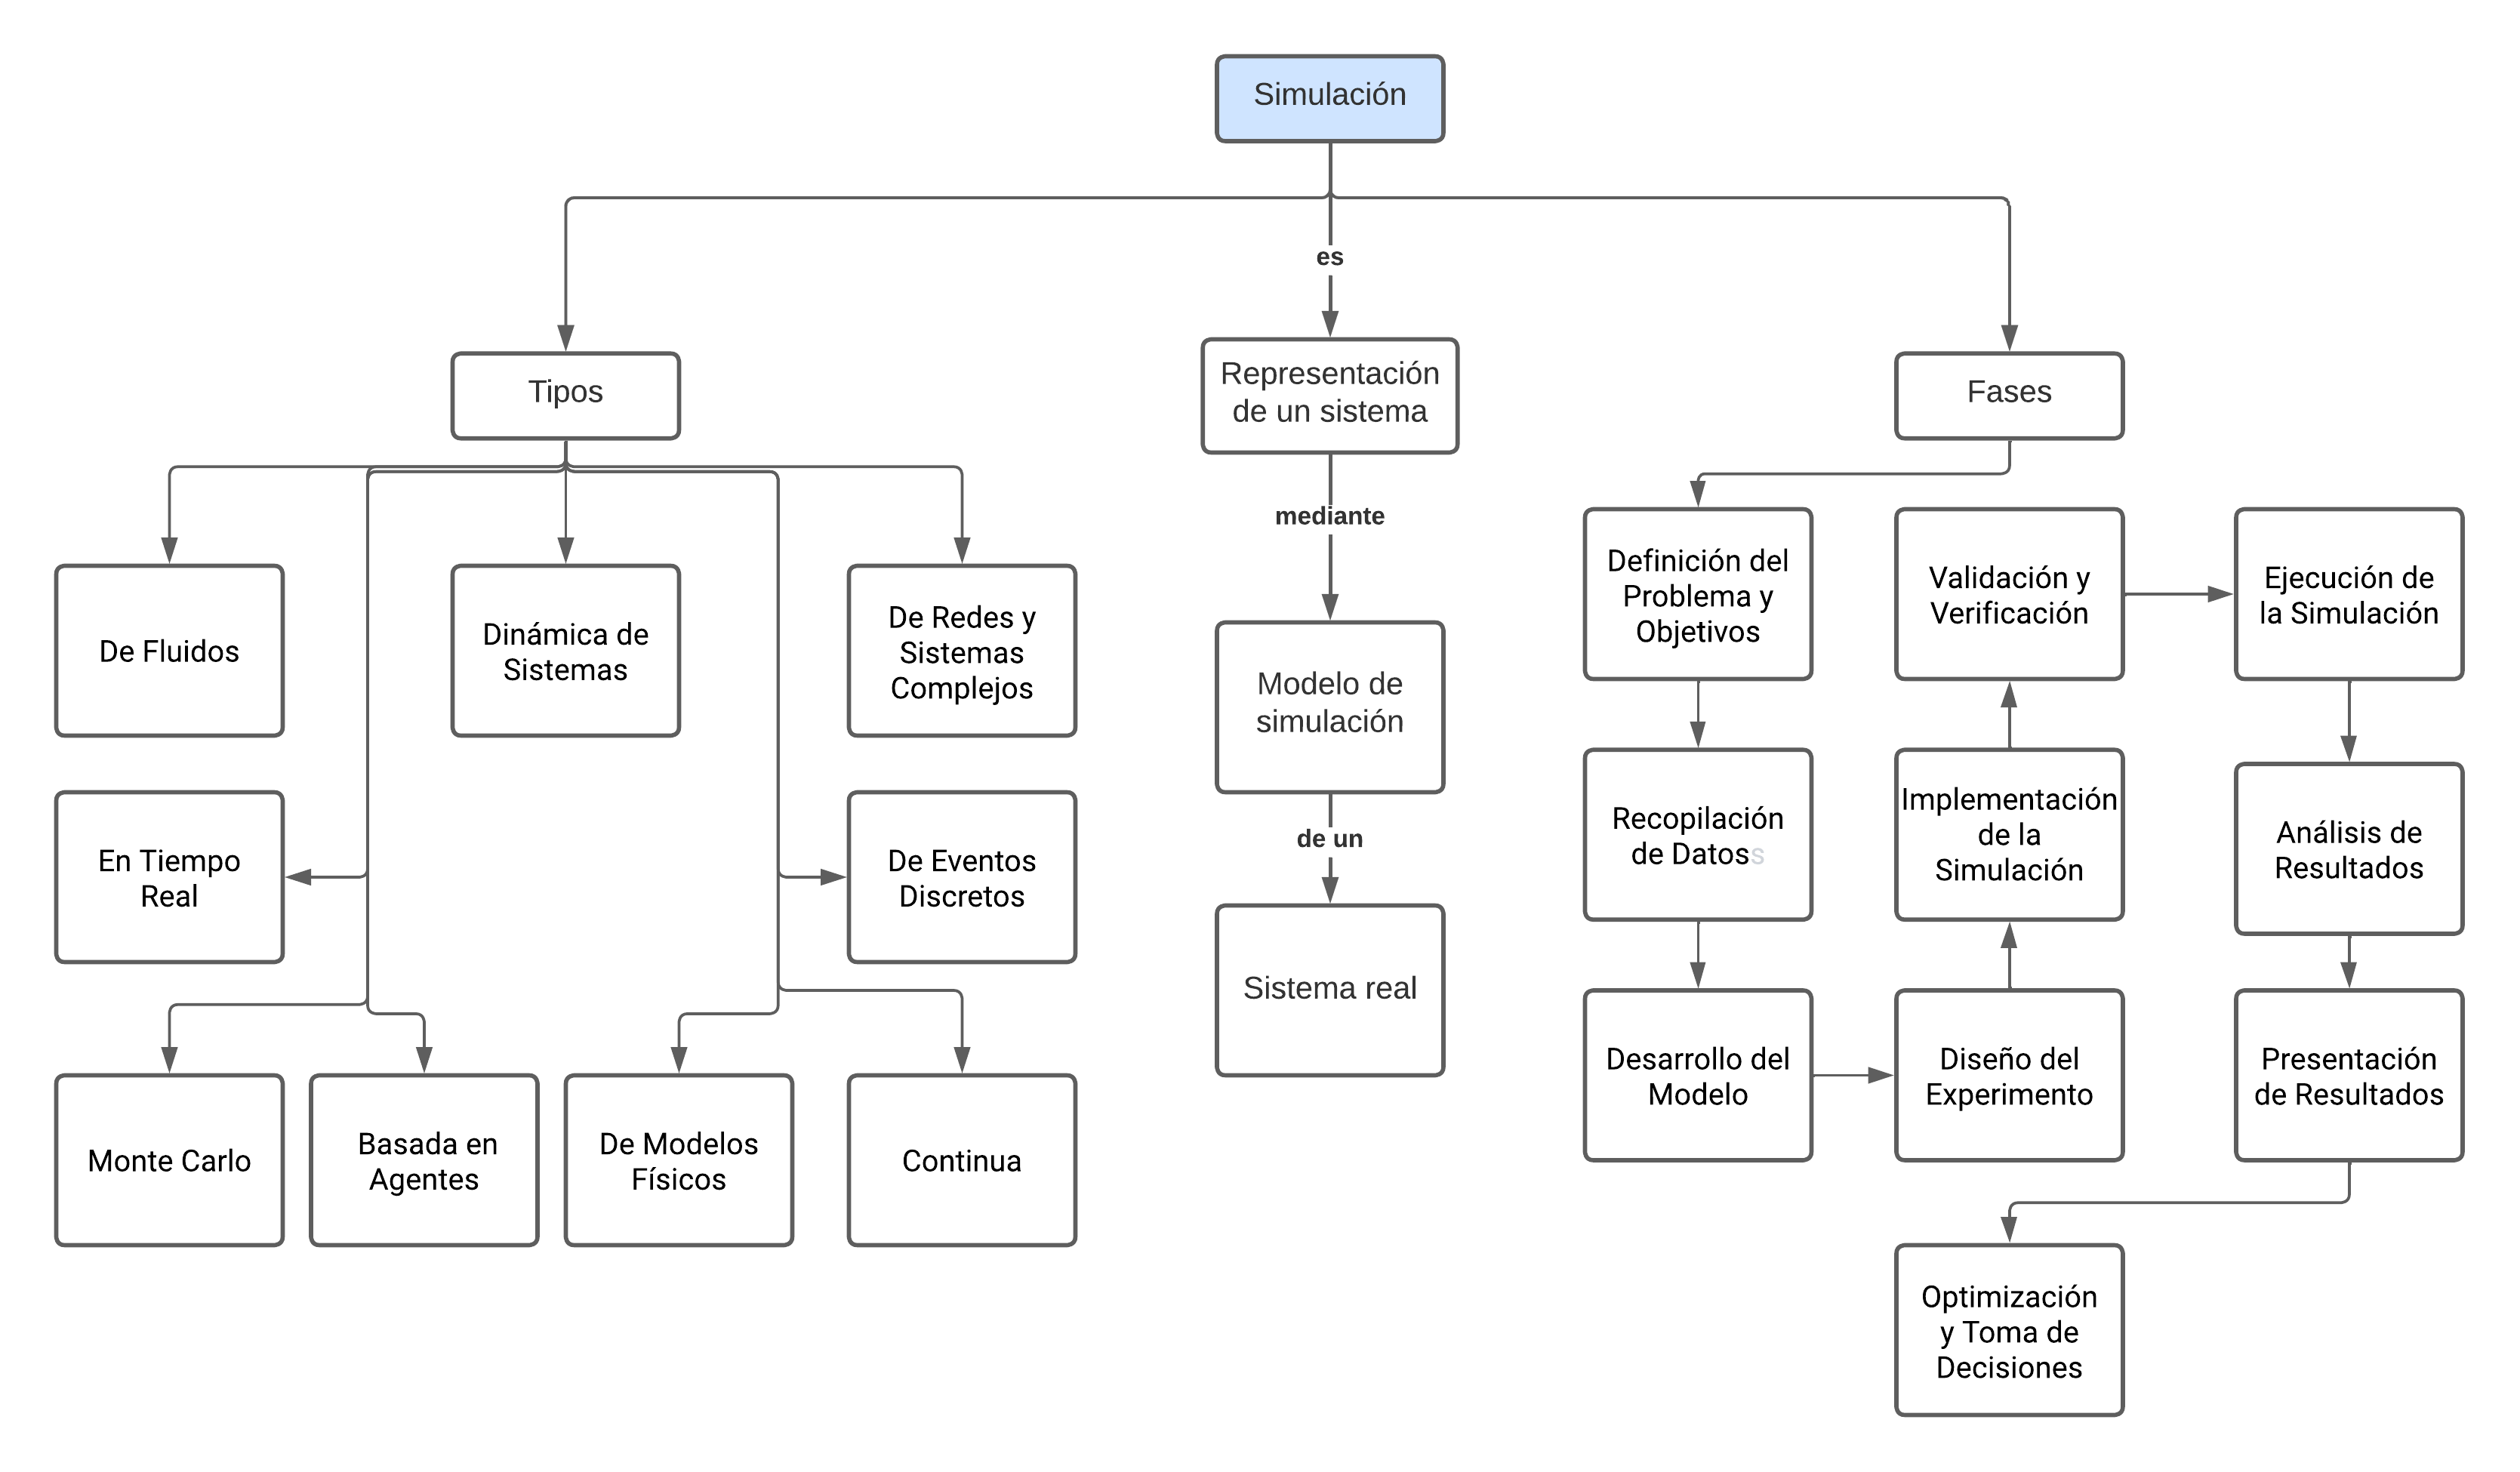 Simulación
es
Tipos
Representación
de un sistema
Fases
mediante
De Fluidos
Dinámica de
Sistemas
De Redes y
Sistemas
Complejos
En Tiempo
Real
De Eventos
Discretos
Monte Carlo
Basada en
Agentes
De Modelos
Físicos
Continua
Modelo de
simulación
de un
Sistema real
Definición del
Problema y
Objetivos
Recopilación
de Datoss
Desarrollo del
Modelo
Diseño del
Experimento
Implementación
de la
Simulación
Validación y
Verificación
Ejecución de
la Simulación
Análisis de
Resultados
Presentación
de Resultados
Optimización
y Toma de
Decisiones